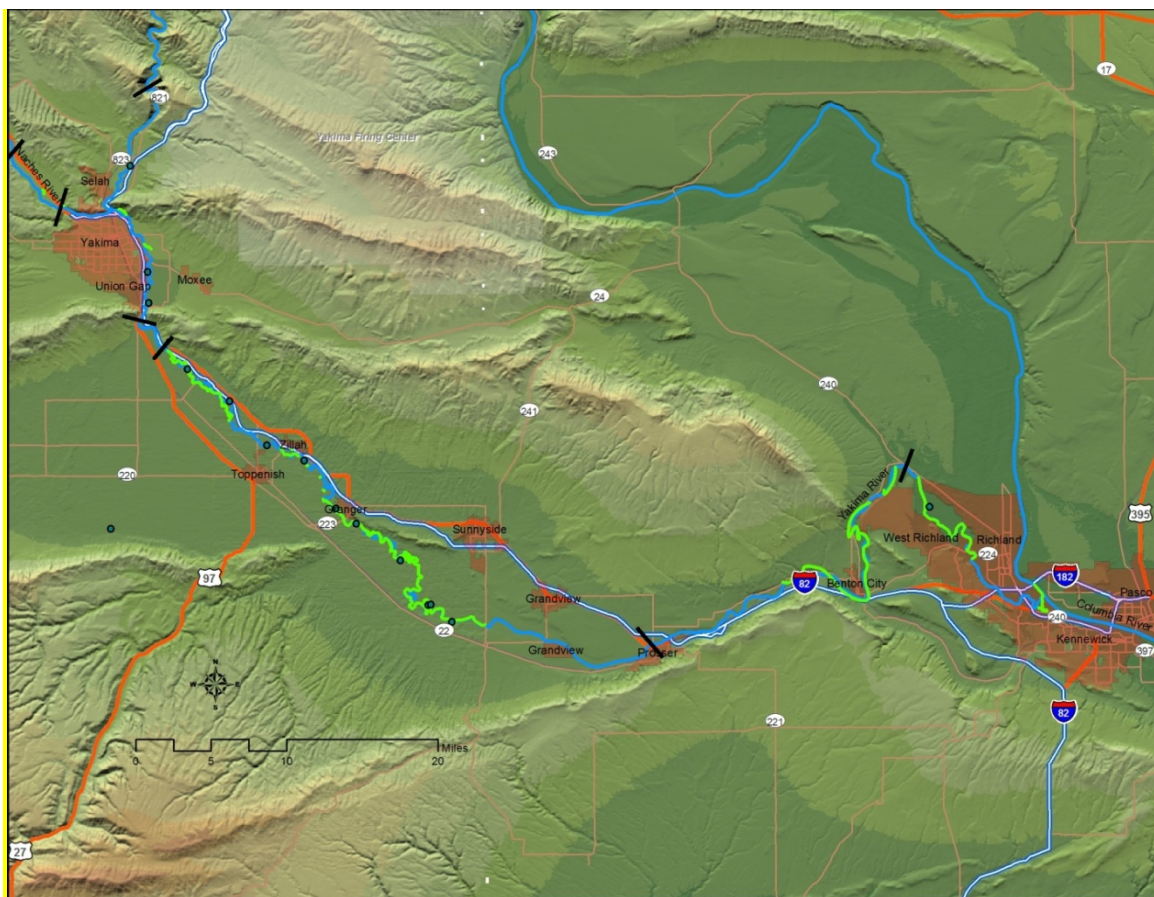 17
821
Yakima Firing Center
243
823
Naches River
Selah
Yakima
Union Gap
Moxee
24
240
241
Zillah
Toppenish
220
Yakima River
Granger
223
Sunnyside
West Richland
Richland
224
395
97
82
Benton City
182
Pasco
Columbia River
240
Kennewick
397
Grandview
22
Grandview
Prosser
N
W
E
S
82
221
Miles
0
5
10
20
27